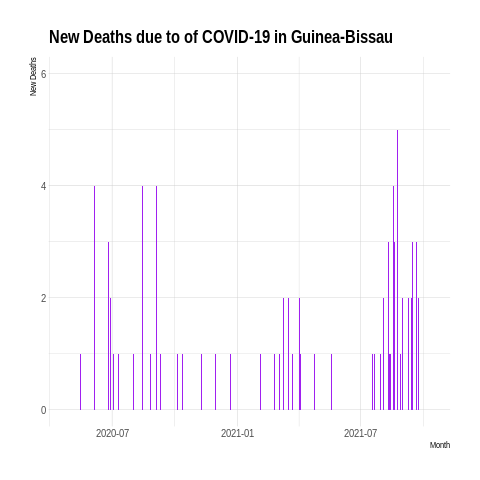 New Deaths due to of COVID-19 in Guinea-Bissau
New Deaths
6
4
2
0
2020-07
2021-01
2021-07
Month